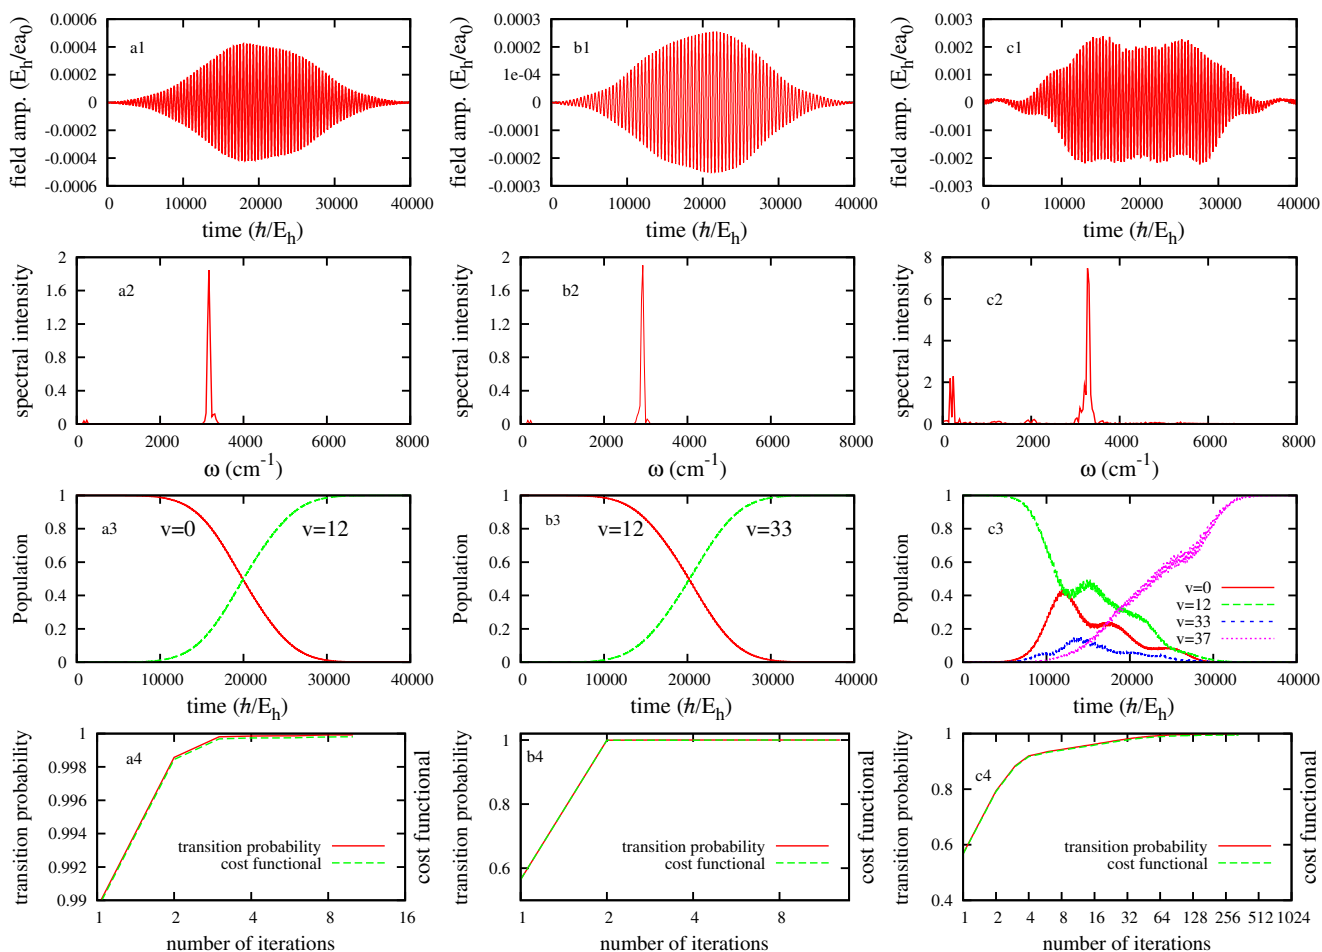 field amp. (E_h/ea_0)
0.0006
0.0004
0.0002
0
-0.0002
-0.0004
-0.0006
a1
0 10000 20000 30000 40000
time (ℏ/E_h)
field amp. (E_h/ea_0)
0.0003
0.0002
1e-04
0
-0.0001
-0.0002
-0.0003
b1
0 10000 20000 30000 40000
time (ℏ/E_h)
field amp. (E_h/ea_0)
0.003
0.002
0.001
0
-0.001
-0.002
-0.003
c1
0 10000 20000 30000 40000
time (ℏ/E_h)
spectral intensity
2
1.6
1.2
0.8
0.4
0
a2
0 2000 4000 6000 8000
ω (cm^-1)
spectral intensity
2
1.6
1.2
0.8
0.4
0
b2
0 2000 4000 6000 8000
ω (cm^-1)
spectral intensity
8
6
4
2
0
c2
0 2000 4000 6000 8000
ω (cm^-1)
Population
1
0.8
0.6
0.4
0.2
0
a3 v=0 v=12
0 10000 20000 30000 40000
time (ℏ/E_h)
Population
1
0.8
0.6
0.4
0.2
0
b3 v=12 v=33
0 10000 20000 30000 40000
time (ℏ/E_h)
Population
1
0.8
0.6
0.4
0.2
0
c3
v=0
v=12
v=33
v=37
0 10000 20000 30000 40000
time (ℏ/E_h)
transition probability
1
0.998
0.996
0.994
0.992
0.99
a4
transition probability
cost functional
1 2 4 8 16
number of iterations
cost functional
transition probability
1
0.8
0.6
b4
transition probability
cost functional
1 2 4 8
number of iterations
cost functional
transition probability
1
0.8
0.6
0.4
c4
transition probability
cost functional
1 2 4 8 16 32 64 128 256 512 1024
number of iterations
cost functional